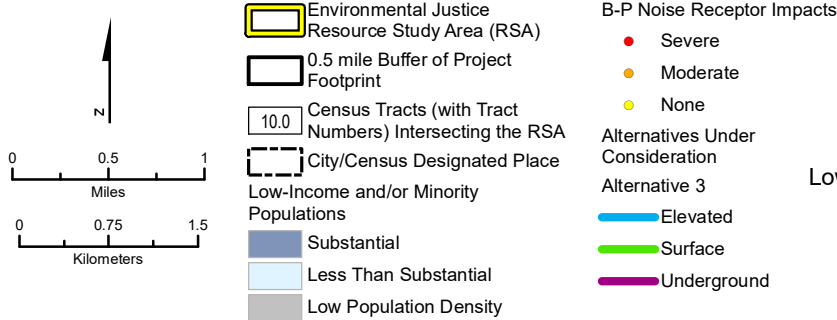 N
0 0.5 1
Miles
0 0.75 1.5
Kilometers
Environmental Justice
Resource Study Area (RSA)
0.5 mile Buffer of Project
Footprint
10.0
Census Tracts (with Tract
Numbers) Intersecting the RSA
City/Census Designated Place
Low-Income and/or Minority
Populations
Substantial
Less Than Substantial
Low Population Density
B-P Noise Receptor Impacts
Severe
Moderate
None
Alternatives Under
Consideration
Alternative 3
Elevated
Surface
Underground